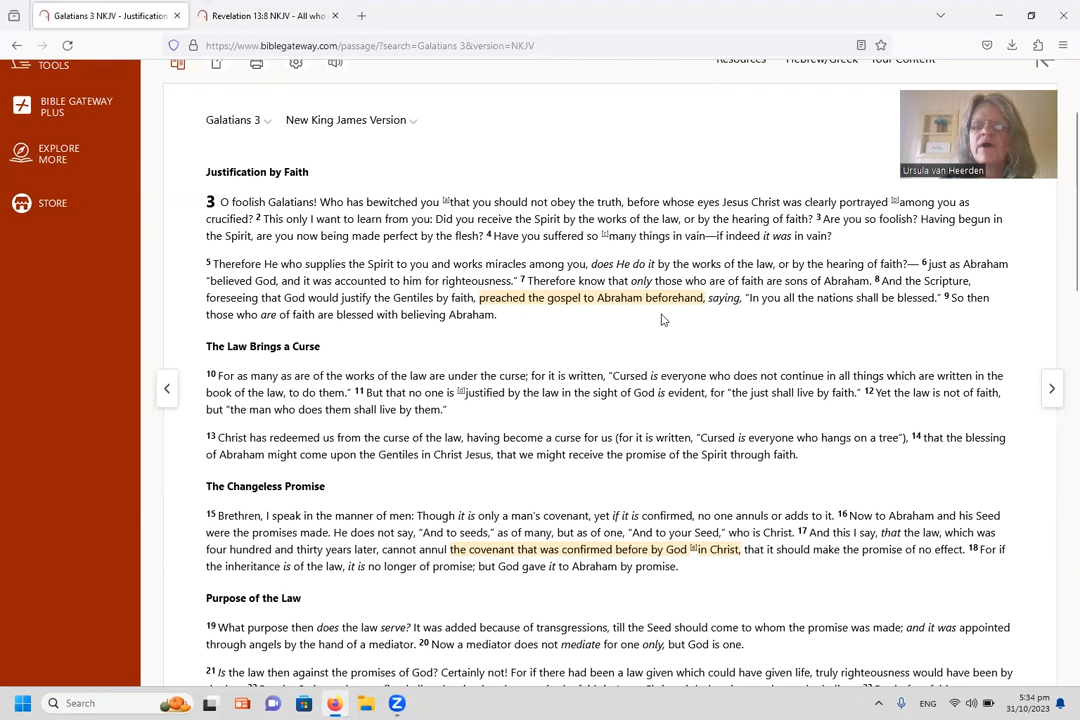 Galatians 3 NKJV - Justification
Revelation 13:8 NKJV - All who
https://www.biblegateway.com/passage/?search=Galatians 3&version=NKJV
TOOLS
BIBLE GATEWAY
PLUS
EXPLORE
MORE
STORE
Resources Hebrew/Greek Your Content
Galatians 3 New King James Version
Ursula van Heerden
Justification by Faith
3 O foolish Galatians! Who has bewitched you [a]that you should not obey the truth, before whose eyes Jesus Christ was clearly portrayed [b]among you as
crucified? 2 This only I want to learn from you: Did you receive the Spirit by the works of the law, or by the hearing of faith? 3 Are you so foolish? Having begun in
the Spirit, are you now being made perfect by the flesh? 4 Have you suffered so [c]many things in vain—if indeed it was in vain?
5 Therefore He who supplies the Spirit to you and works miracles among you, does He do it by the works of the law, or by the hearing of faith?— 6 just as Abraham
“believed God, and it was accounted to him for righteousness.” 7 Therefore know that only those who are of faith are sons of Abraham. 8 And the Scripture,
foreseeing that God would justify the Gentiles by faith, preached the gospel to Abraham beforehand, saying, “In you all the nations shall be blessed.” 9 So then
those who are of faith are blessed with believing Abraham.
The Law Brings a Curse
10 For as many as are of the works of the law are under the curse; for it is written, “Cursed is everyone who does not continue in all things which are written in the
book of the law, to do them.” 11 But that no one is [d]justified by the law in the sight of God is evident, for “the just shall live by faith.” 12 Yet the law is not of faith,
but “the man who does them shall live by them.”
13 Christ has redeemed us from the curse of the law, having become a curse for us (for it is written, “Cursed is everyone who hangs on a tree”), 14 that the blessing
of Abraham might come upon the Gentiles in Christ Jesus, that we might receive the promise of the Spirit through faith.
The Changeless Promise
15 Brethren, I speak in the manner of men: Though it is only a man’s covenant, yet if it is confirmed, no one annuls or adds to it. 16 Now to Abraham and his Seed
were the promises made. He does not say, “And to seeds,” as of many, but as of one, “And to your Seed,” who is Christ. 17 And this I say, that the law, which was
four hundred and thirty years later, cannot annul the covenant that was confirmed before by God [e]in Christ, that it should make the promise of no effect. 18 For if
the inheritance is of the law, it is no longer of promise; but God gave it to Abraham by promise.
Purpose of the Law
19 What purpose then does the law serve? It was added because of transgressions, till the Seed should come to whom the promise was made; and it was appointed
through angels by the hand of a mediator. 20 Now a mediator does not mediate for one only, but God is one.
21 Is the law then against the promises of God? Certainly not! For if there had been a law given which could have given life, truly righteousness would have been by
Search
ENG
5:34 pm
31/10/2023